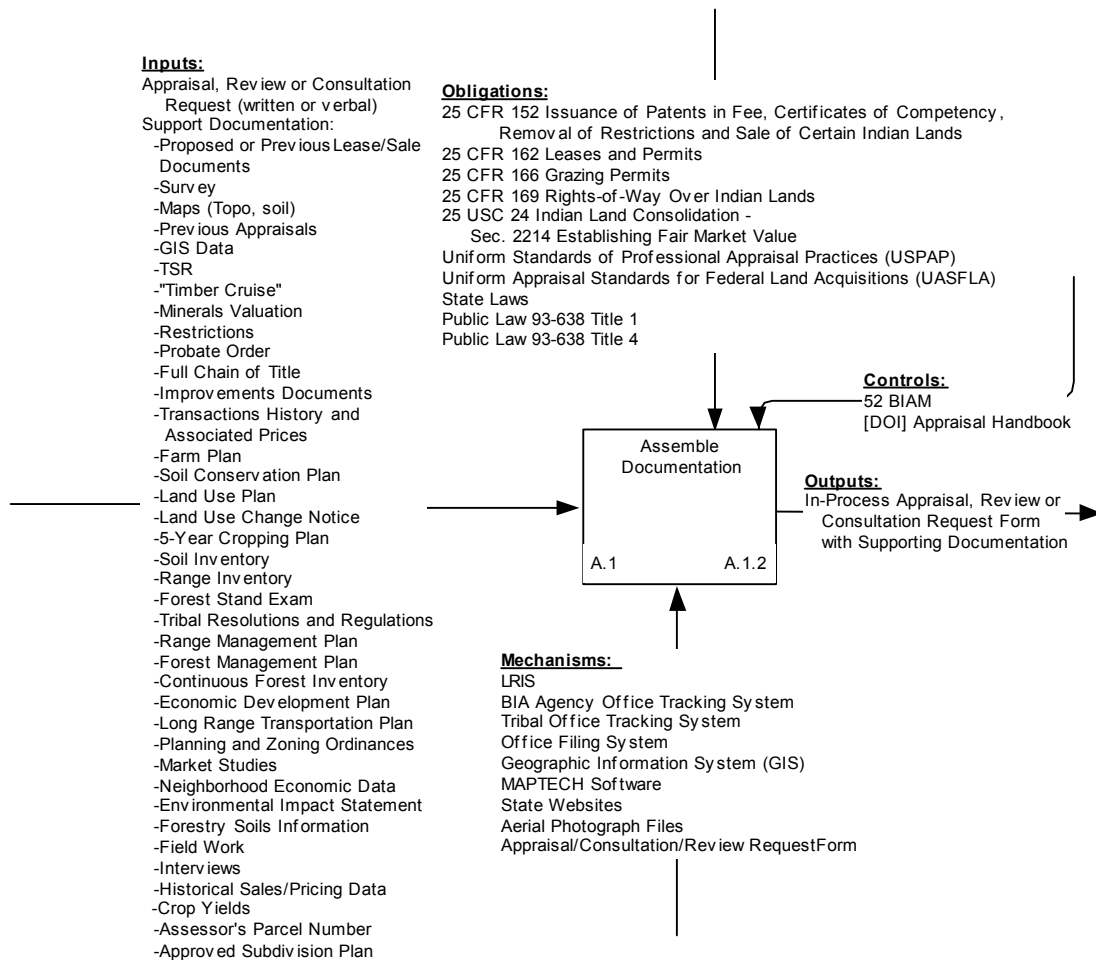 Inputs:
Appraisal, Review or Consultation
Request (written or verbal)
Support Documentation:
-Proposed or Previous Lease/Sale
Documents
-Survey
-Maps (Topo, soil)
-Previous Appraisals
-GIS Data
-TSR
-"Timber Cruise"
-Minerals Valuation
-Restrictions
-Probate Order
-Full Chain of Title
-Improvements Documents
-Transactions History and
Associated Prices
-Farm Plan
-Soil Conservation Plan
-Land Use Plan
-Land Use Change Notice
-5-Year Cropping Plan
-Soil Inventory
-Range Inventory
-Forest Stand Exam
-Tribal Resolutions and Regulations
-Range Management Plan
-Forest Management Plan
-Continuous Forest Inventory
-Economic Development Plan
-Long Range Transportation Plan
-Planning and Zoning Ordinances
-Market Studies
-Neighborhood Economic Data
-Environmental Impact Statement
-Forestry Soils Information
-Field Work
-Interviews
-Historical Sales/Pricing Data
-Crop Yields
-Assessor's Parcel Number
-Approved Subdivision Plan
Obligations:
25 CFR 152 Issuance of Patents in Fee, Certificates of Competency,
Removal of Restrictions and Sale of Certain Indian Lands
25 CFR 162 Leases and Permits
25 CFR 166 Grazing Permits
25 CFR 169 Rights-of-Way Over Indian Lands
25 USC 24 Indian Land Consolidation -
Sec. 2214 Establishing Fair Market Value
Uniform Standards of Professional Appraisal Practices (USPAP)
Uniform Appraisal Standards for Federal Land Acquisitions (UASFLA)
State Laws
Public Law 93-638 Title 1
Public Law 93-638 Title 4
Controls:
52 BIAM
[DOI] Appraisal Handbook
Assemble
Documentation
A.1 A.1.2
Outputs:
In-Process Appraisal, Review or
Consultation Request Form
with Supporting Documentation
Mechanisms:
LRIS
BIA Agency Office Tracking System
Tribal Office Tracking System
Office Filing System
Geographic Information System (GIS)
MAPTECH Software
State Websites
Aerial Photograph Files
Appraisal/Consultation/Review RequestForm